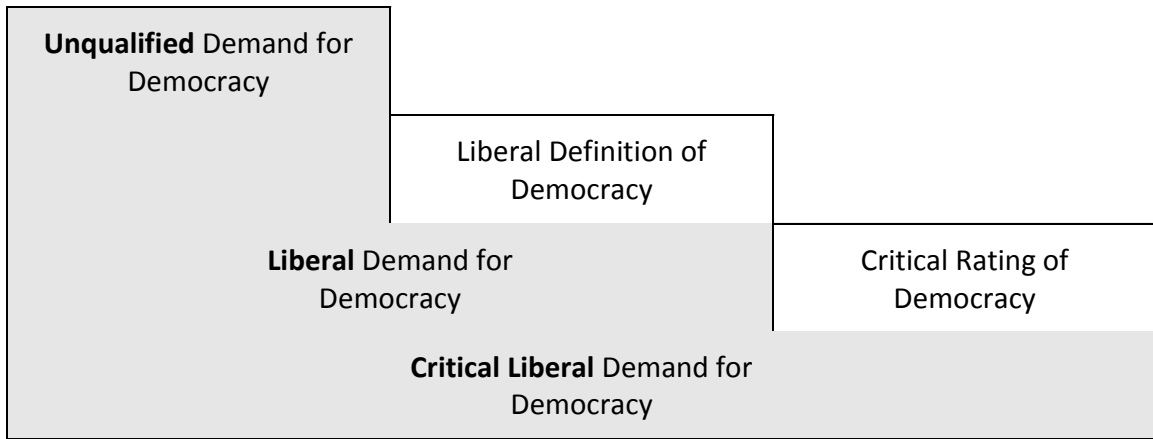 Unqualified Demand for
Democracy
Liberal Definition of
Democracy
Liberal Demand for
Democracy
Critical Rating of
Democracy
Critical Liberal Demand for
Democracy